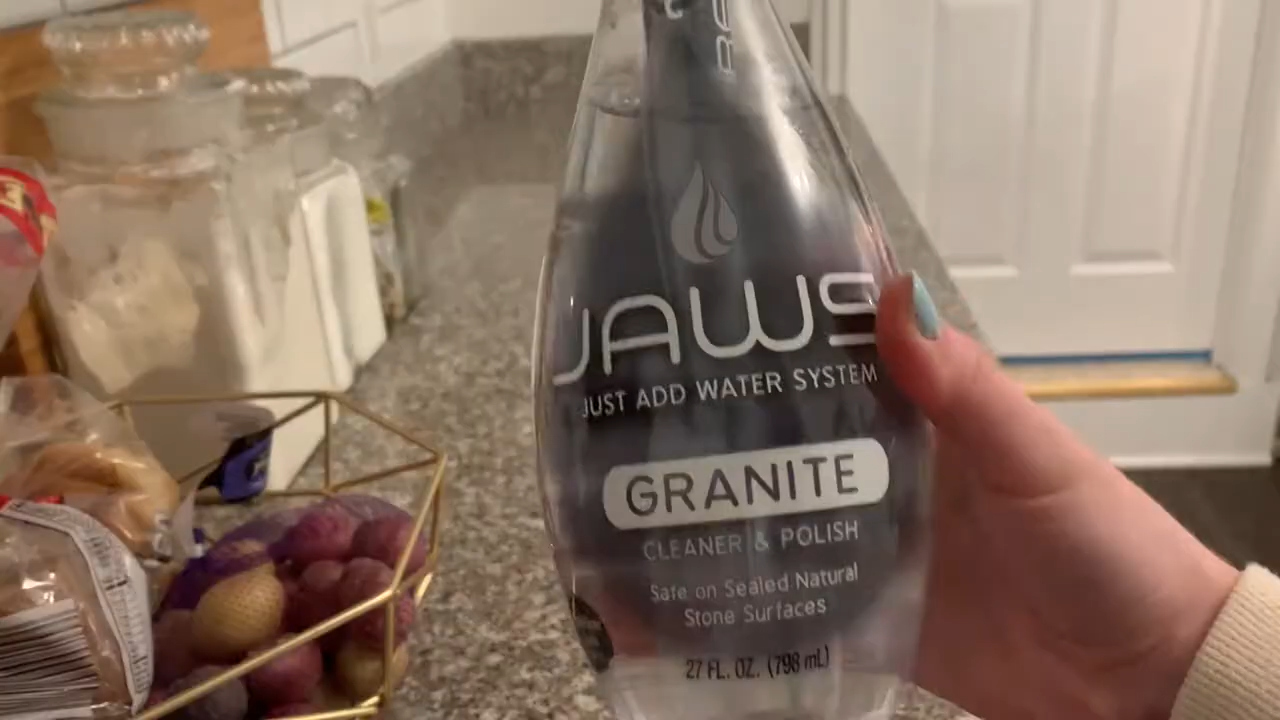 JAWS
JUST ADD WATER SYSTEM
GRANITE
CLEANER & POLISH
Safe on Sealed Natural
Stone Surfaces
27 FL. OZ. (798 mL)